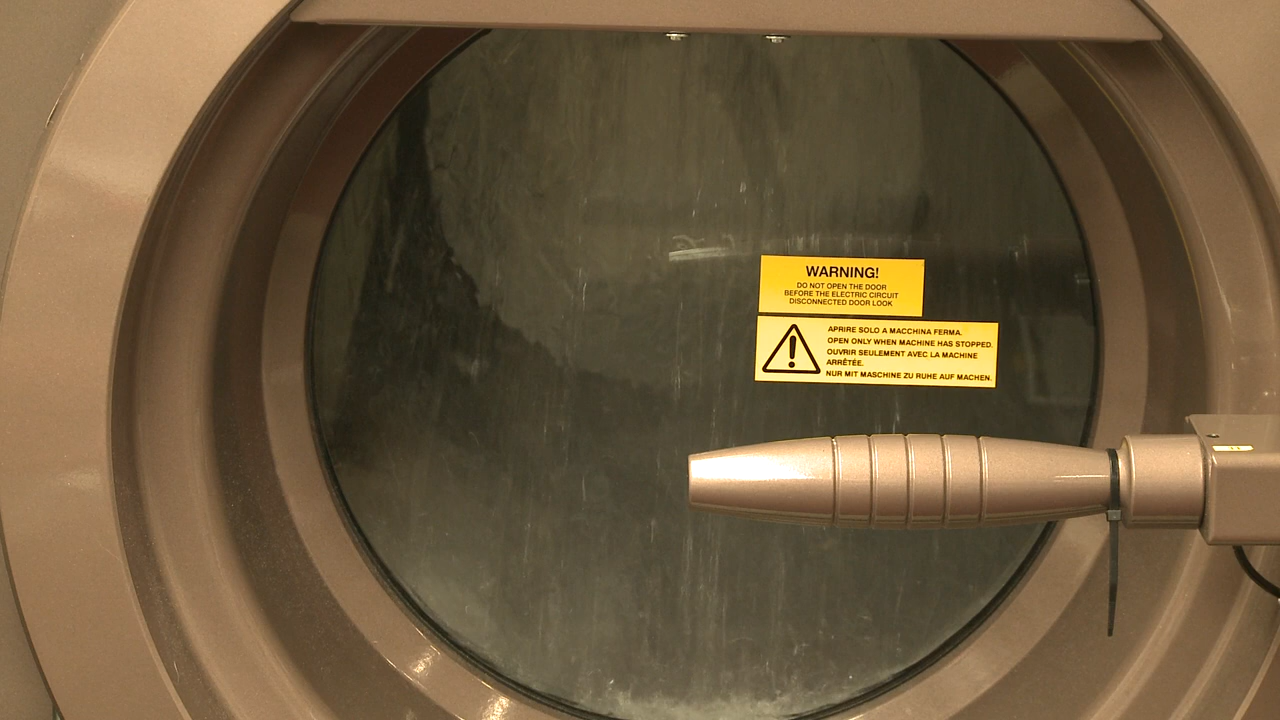 WARNING!
DO NOT OPEN THE DOOR
BEFORE THE ELECTRIC CIRCUIT
DISCONNECTED DOOR LOOK
APRIRE SOLO A MACCHINA FERMA.
OPEN ONLY WHEN MACHINE HAS STOPPED.
OUVRIR SEULEMENT AVEC LA MACHINE
ARRÊTÉE.
NUR MIT MASCHINE ZU RUHE AUF MACHEN.